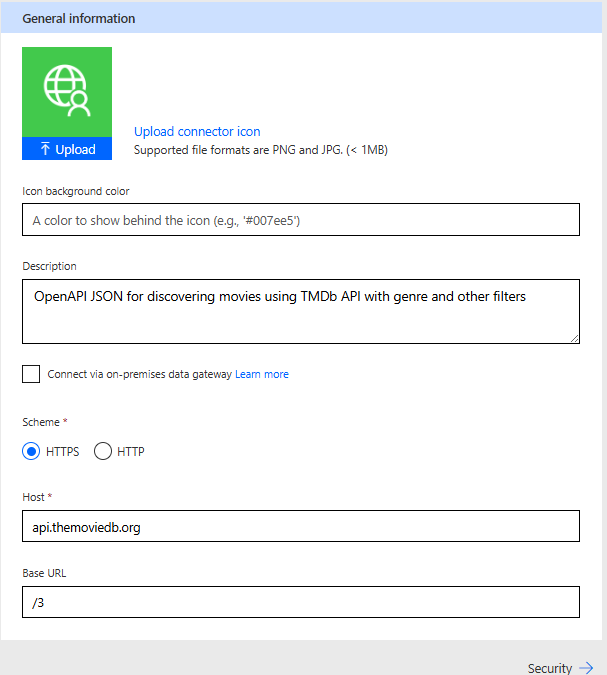 General information
Upload
Upload connector icon
Supported file formats are PNG and JPG. (< 1MB)
Icon background color
A color to show behind the icon (e.g., '#007ee5')
Description
OpenAPI JSON for discovering movies using TMDb API with genre and other filters
Connect via on-premises data gateway Learn more
Scheme *
HTTPS HTTP
Host *
api.themoviedb.org
Base URL
/3
Security